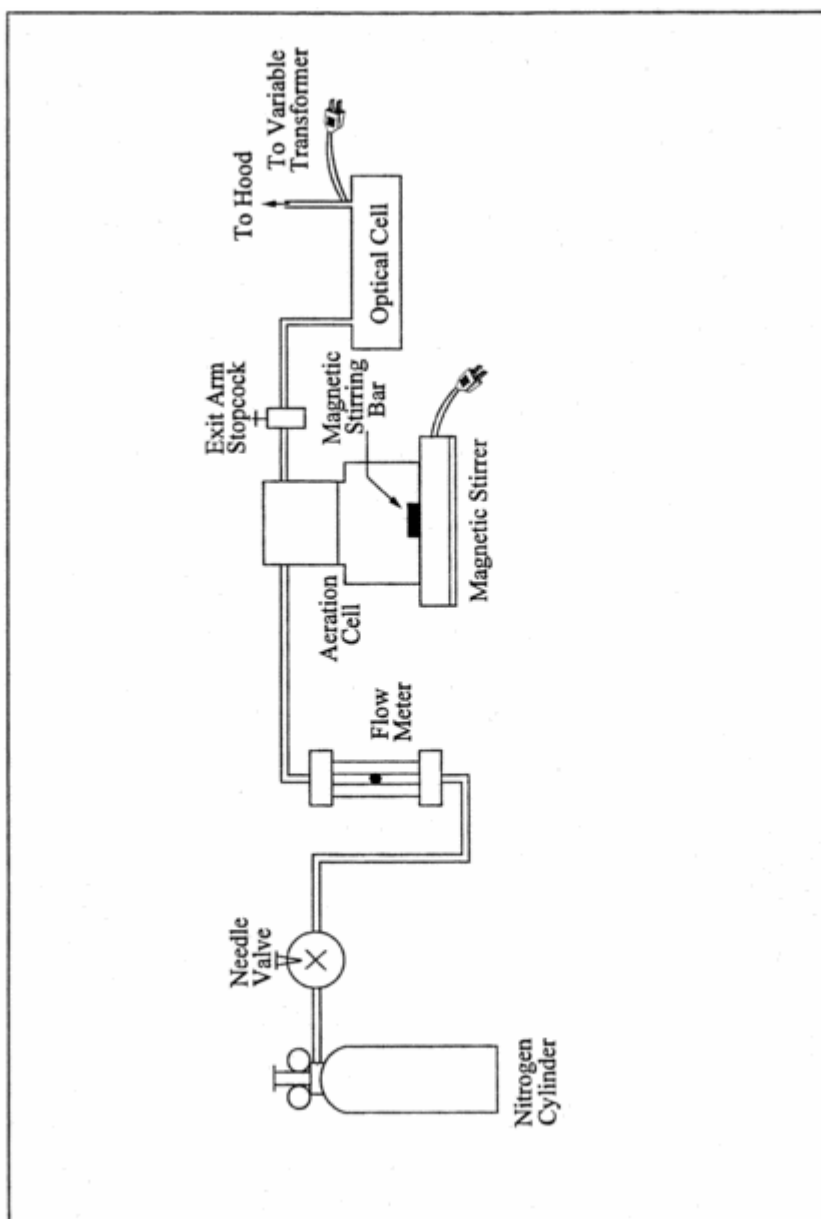 Nitrogen
Cylinder
Needle
Valve
Flow
Meter
Aeration
Cell
Magnetic Stirrer
Magnetic
Stirring
Bar
Exit Arm
Stopcock
Optical Cell
To Hood
To Variable
Transformer